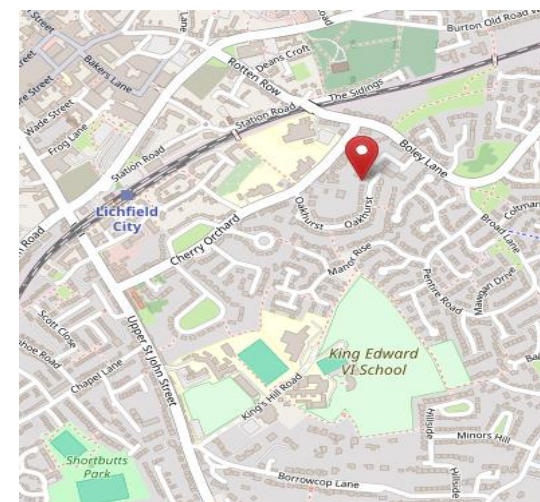 Burton Old Road W
Deans Croft
Rotten Row
Bakers Lane
The Sidings
Station Road
Wade Street
Frog Lane
Boley Lane
Station Road
Lichfield
City
Oakhurst
Oakhurst
Coltman
Broad Lane
Cherry Orchard
Manor Rise
Pentire Road
Mawgan Drive
Scott Close
Upper St John Street
King Edward
VI School
Chapel Lane
King's Hill Road
Hillside
Minors Hill
Shortbutts
Park
Borrowcop Lane
Hillside